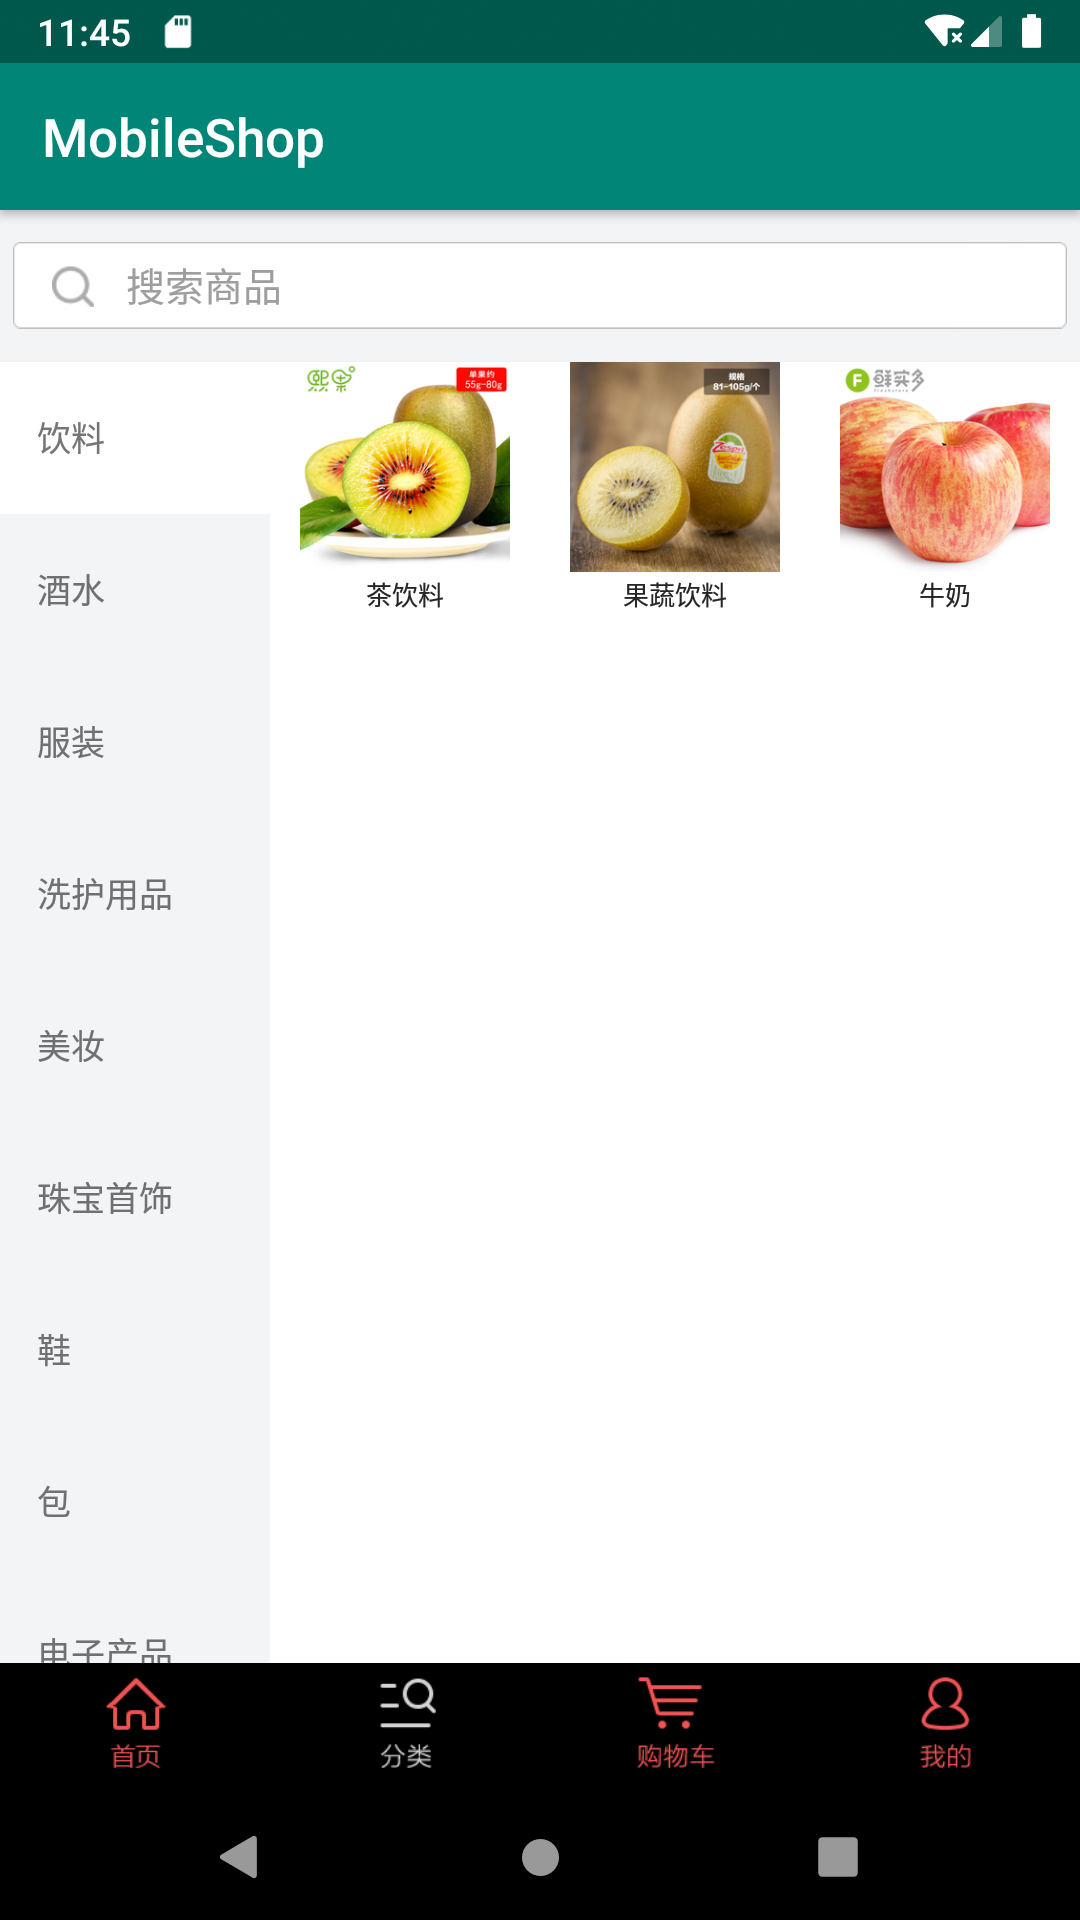 11:45
MobileShop
搜索商品
饮料
酒水
服装
洗护用品
美妆
珠宝首饰
鞋
包
电子产品
熙果
单果约
55g-80g
茶饮料
规格
81-105g/个
Zespri
果蔬饮料
F 鲜实多
牛奶
首页
分类
购物车
我的